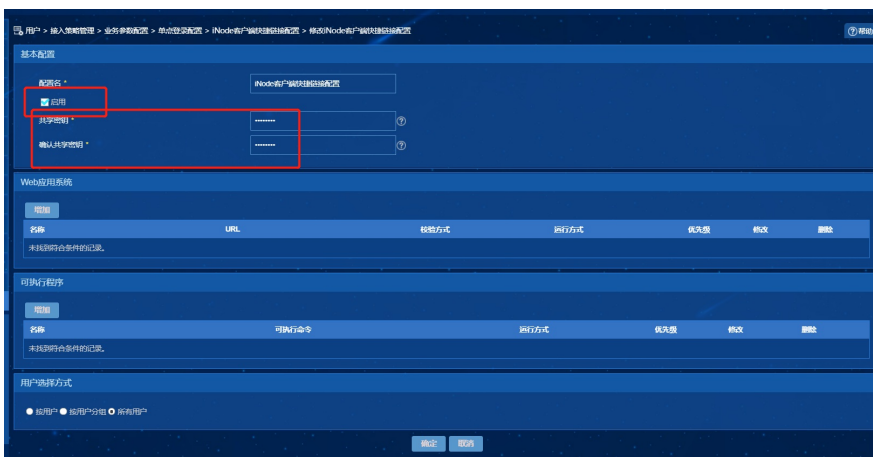 用户 > 接入策略管理 > 业务参数配置 > 单点登录配置 > iNode客户端快捷链接配置 > 修改iNode客户端快捷链接配置
帮助
基本配置
配置名 *
iNode客户端快捷链接配置
启用
共享密钥 *
••••••••
确认共享密钥 *
••••••••
Web应用系统
增加
名称 URL 校验方式 运行方式 优先级 修改 删除
未找到符合条件的记录。
可执行程序
增加
名称 可执行命令 运行方式 优先级 修改 删除
未找到符合条件的记录。
用户选择方式
按用户 按用户分组 所有用户
确定 取消